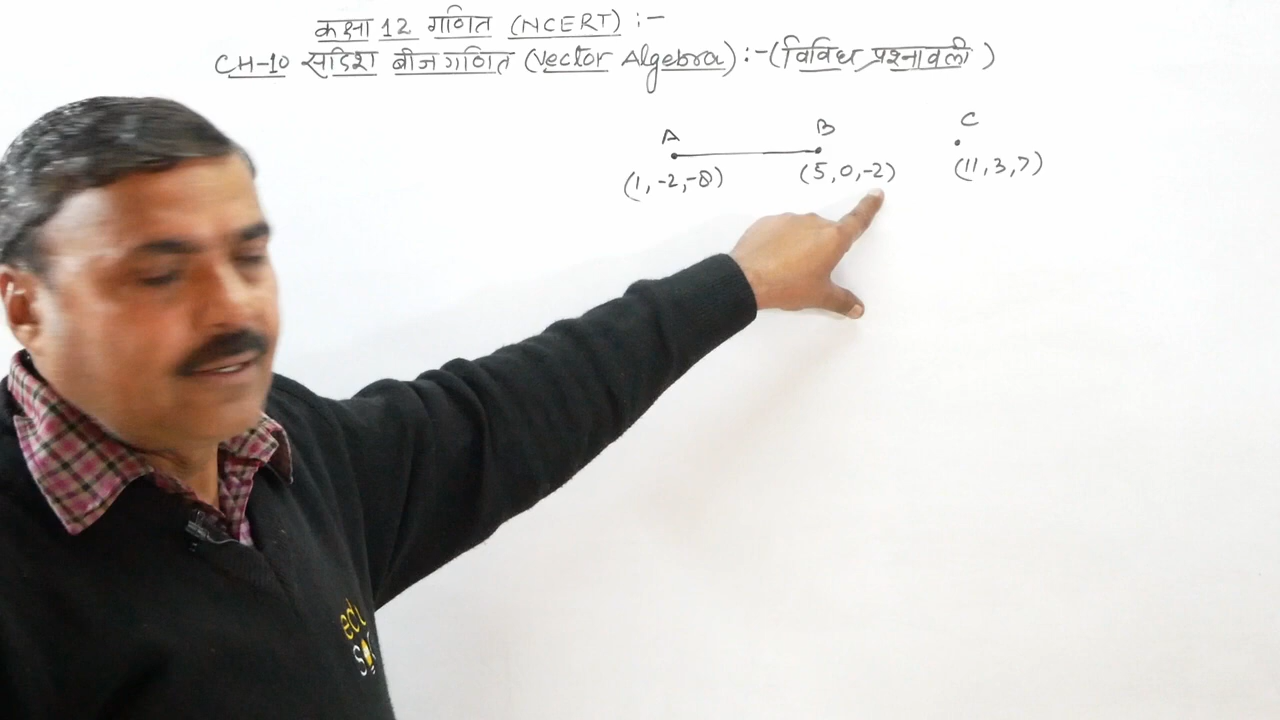 कक्षा 12 गणित (NCERT) :-
CH-10 सदिश बीजगणित (Vector Algebra) :- (विविध प्रश्नावली)
A B C
(1, -2, -8) (5, 0, -2) (11, 3, 7)